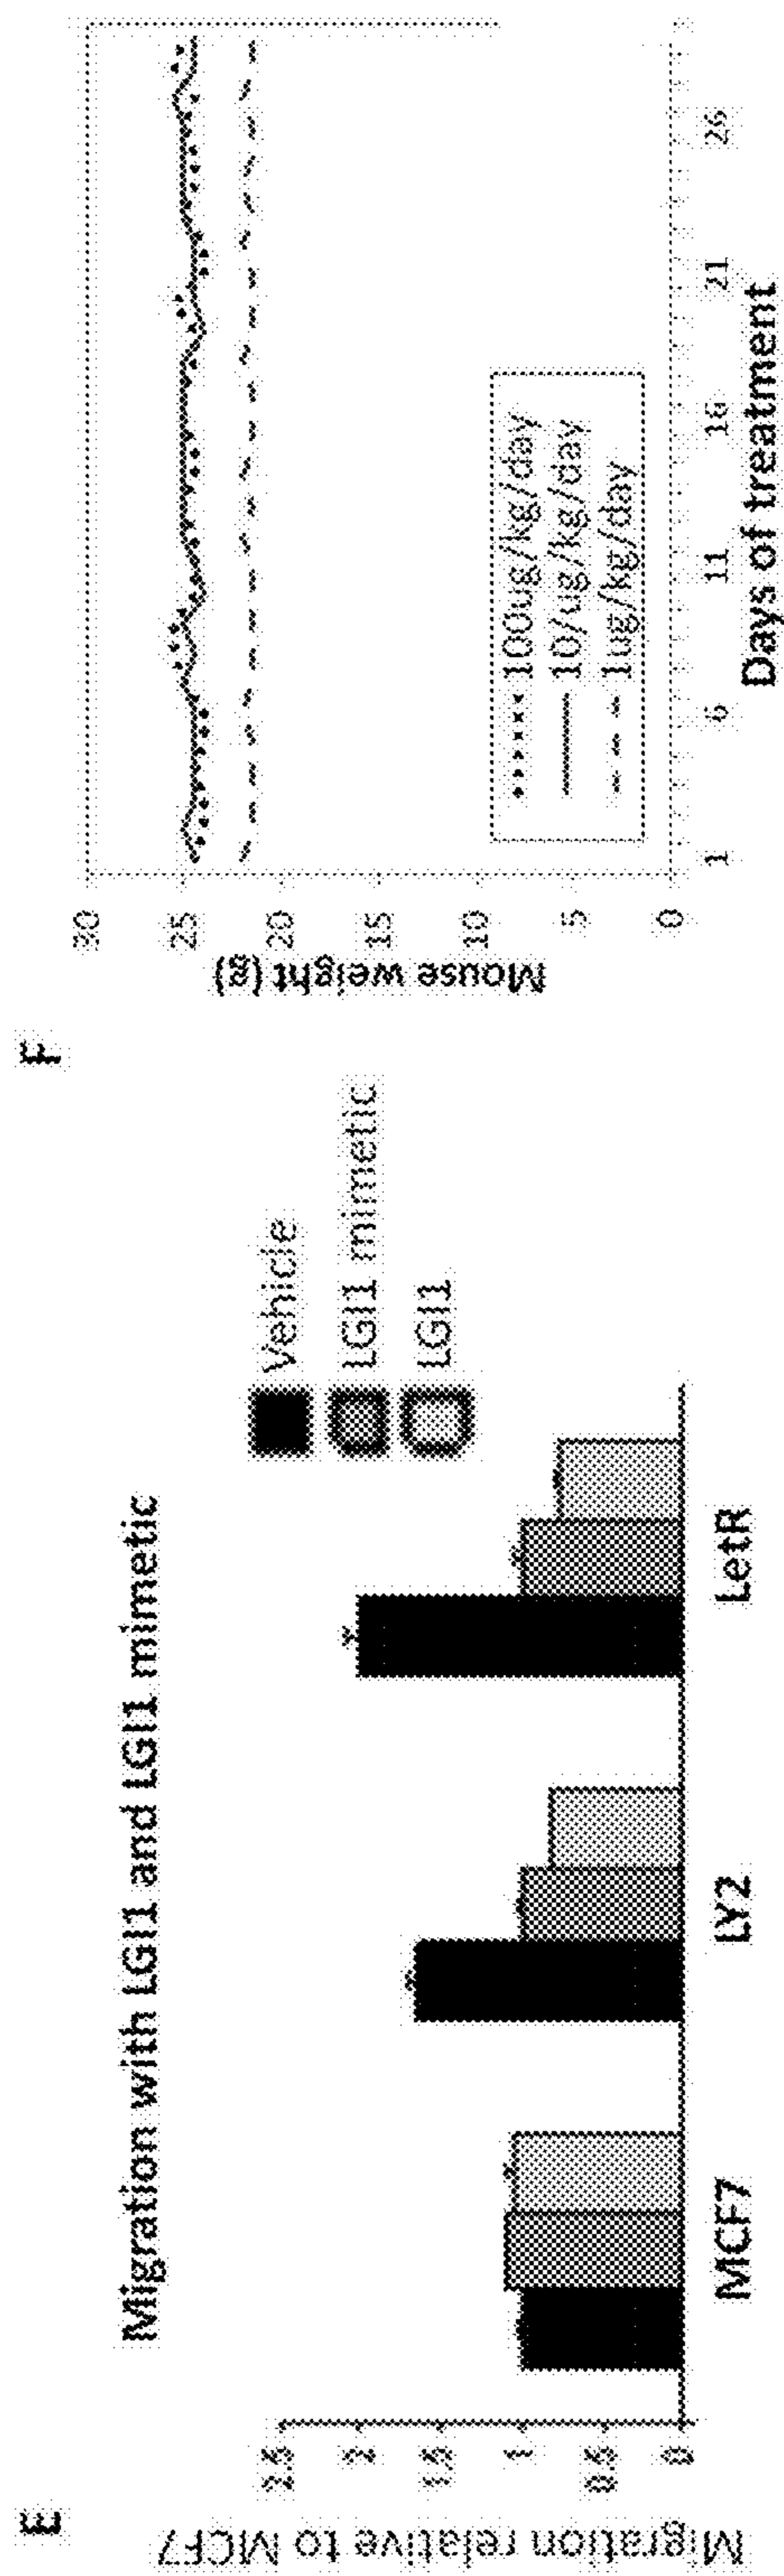 E
Migration with LGI1 and LGI1 mimetic
Migration relative to MCF7
2.5
2
1.5
1
0.5
0
MCF7
LY2
LetR
Vehicle
LGI1 mimetic
LGI1
F
Mouse weight (g)
30
25
20
15
10
5
0
100ug/kg/day
10/ug/kg/day
1ug/kg/day
1
6
11
16
21
26
Days of treatment